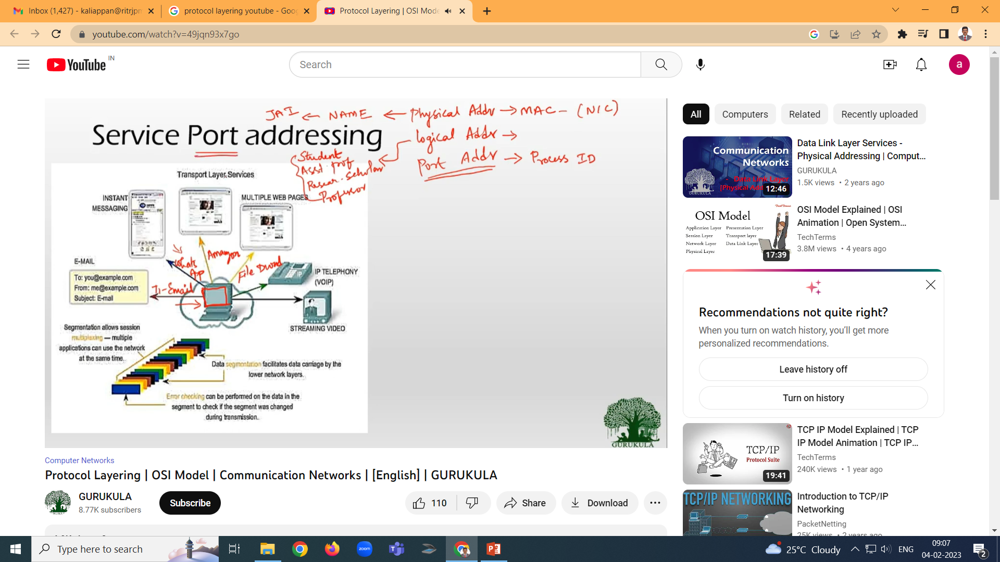 Inbox (1,427) - kaliappan@ritrjpm
protocol layering youtube - Goo
Protocol Layering | OSI Mode
youtube.com/watch?v=49jqn93x7go
YouTube IN
Search
a
JAI ← NAME ← Physical Addr → MAC - (NIC)
Service Port addressing
logical Addr →
Port Addr → Process ID
Student
Asst. prof
Resear. Scholar
Professor
Transport Layer Services
INSTANT MESSAGING
MULTIPLE WEB PAGES
E-MAIL
To: you@example.com
From: me@example.com
Subject: E-mail
Whats App
Amazon
File
T1-Email
IP TELEPHONY (VOIP)
STREAMING VIDEO
Segmentation allows session
multiplexing — multiple
applications can use the network
at the same time.
Data segmentation facilitates data carriage by the
lower network layers.
Error checking can be performed on the data in the
segment to check if the segment was changed
during transmission.
GURUKULA
Computer Networks
Protocol Layering | OSI Model | Communication Networks | [English] | GURUKULA
GURUKULA
8.77K subscribers
Subscribe
110
Share
Download
All
Computers
Related
Recently uploaded
Communication
Networks
- Data Link Layer
[Physical Add
GURUKULA
12:46
Data Link Layer Services -
Physical Addressing | Comput...
GURUKULA
1.5K views • 2 years ago
TechTerms
OSI Model
Application Layer Presentation Layer
Session Layer Transport layer
Network Layer Data Link Layer
Physical Layer
17:39
OSI Model Explained | OSI
Animation | Open System...
TechTerms
3.8M views • 4 years ago
Recommendations not quite right?
When you turn on watch history, you’ll get more
personalized recommendations.
Leave history off
Turn on history
TCP/IP
Protocol Suite
19:41
TCP IP Model Explained | TCP
IP Model Animation | TCP IP...
TechTerms
240K views • 1 year ago
TCP/IP NETWORKING
Introduction to TCP/IP
Networking
PacketNetting
25K views • 2 years ago
Type here to search
zoom
25°C Cloudy
ENG
09:07
04-02-2023
2